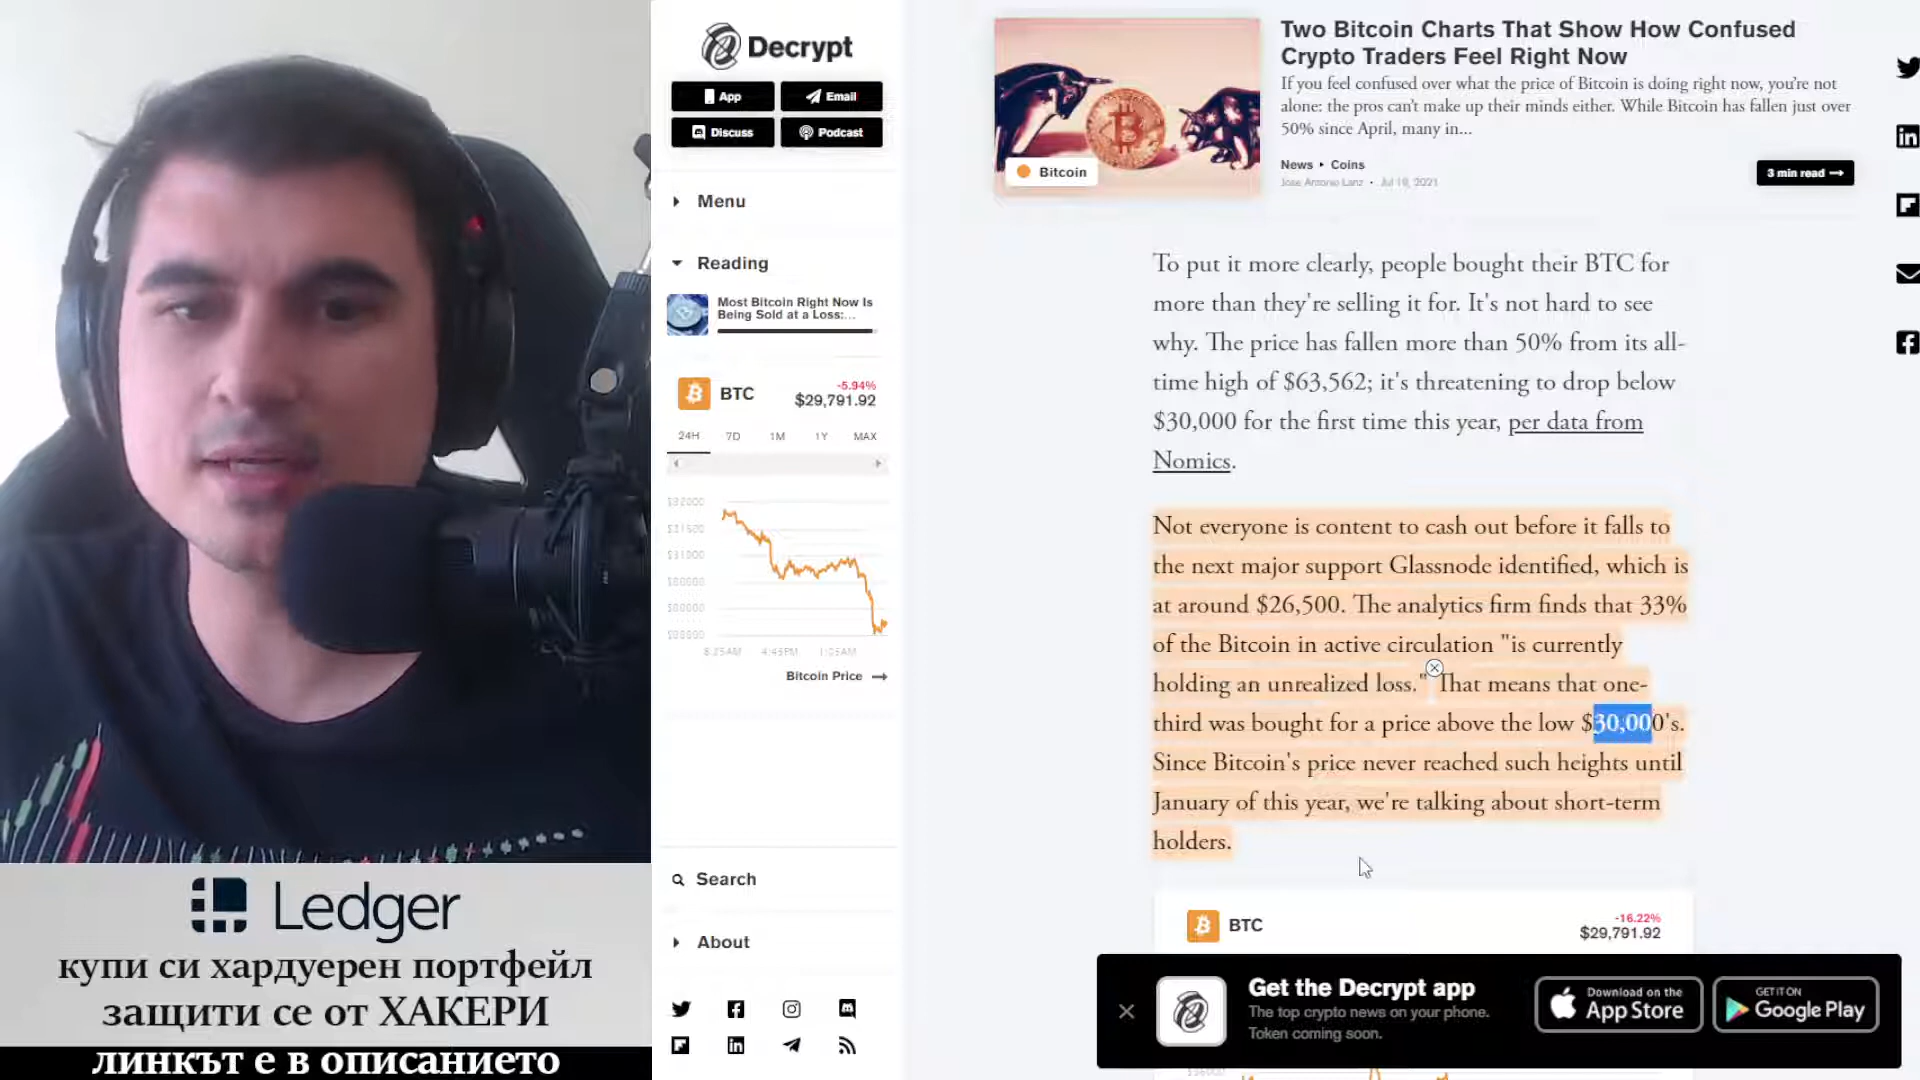 Decrypt
App
Email
Discuss
Podcast
Menu
Reading
Most Bitcoin Right Now Is
Being Sold at a Loss:...
BTC
-5.94%
$29,791.92
24H 7D 1M 1Y MAX
8:25AM 4:45PM 1:05AM
Bitcoin Price
Search
About
Two Bitcoin Charts That Show How Confused
Crypto Traders Feel Right Now
If you feel confused over what the price of Bitcoin is doing right now, you're not
alone: the pros can't make up their minds either. While Bitcoin has fallen just over
50% since April, many in...
Bitcoin
News • Coins
Jose Antonio Lanz • Jul 19, 2021
3 min read
To put it more clearly, people bought their BTC for
more than they're selling it for. It's not hard to see
why. The price has fallen more than 50% from its all-
time high of $63,562; it's threatening to drop below
$30,000 for the first time this year, per data from
Nomics.
Not everyone is content to cash out before it falls to
the next major support Glassnode identified, which is
at around $26,500. The analytics firm finds that 33%
of the Bitcoin in active circulation "is currently
holding an unrealized loss." That means that one-
third was bought for a price above the low $30,000's.
Since Bitcoin's price never reached such heights until
January of this year, we're talking about short-term
holders.
BTC
-16.22%
$29,791.92
Get the Decrypt app
The top crypto news on your phone.
Token coming soon.
Download on the
App Store
GET IT ON
Google Play
Ledger
купи си хардуерен портфейл
защити се от ХАКЕРИ
линкът е в описанието